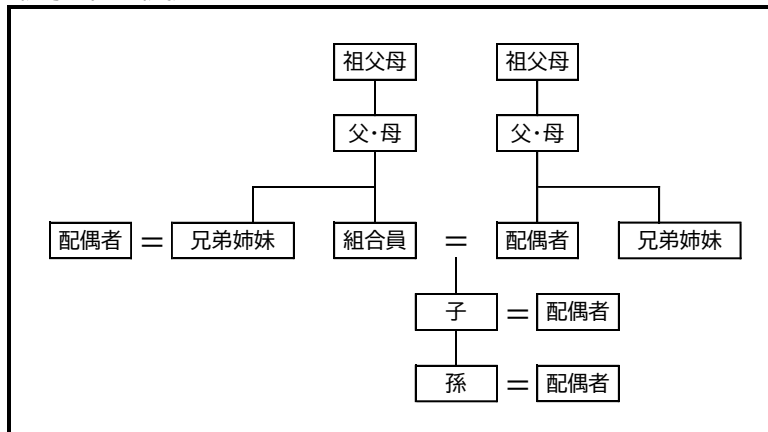 祖父母 祖父母
父・母 父・母
配偶者 = 兄弟姉妹 組合員 = 配偶者 兄弟姉妹
子 = 配偶者
孫 = 配偶者